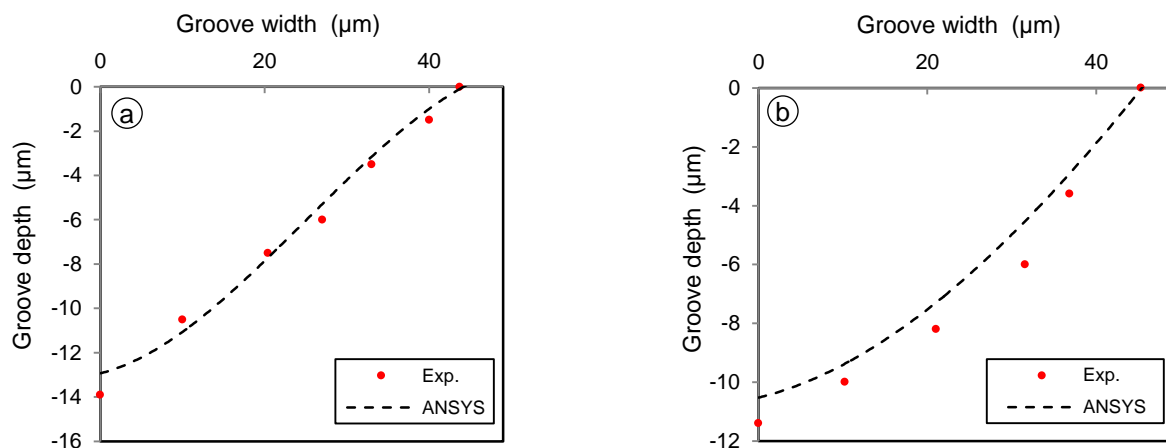 Groove width (µm)
0 20 40
0
-2
-4
-6
-8
-10
-12
-14
-16
Groove depth (µm)
a
Exp.
ANSYS
Groove width (µm)
0 20 40
0
-2
-4
-6
-8
-10
-12
Groove depth (µm)
b
Exp.
ANSYS